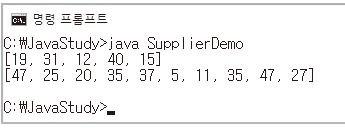 명령 프롬프트
C:₩JavaStudy>java SupplierDemo
[19, 31, 12, 40, 15]
[47, 25, 20, 35, 37, 5, 11, 35, 47, 27]
C:₩JavaStudy>